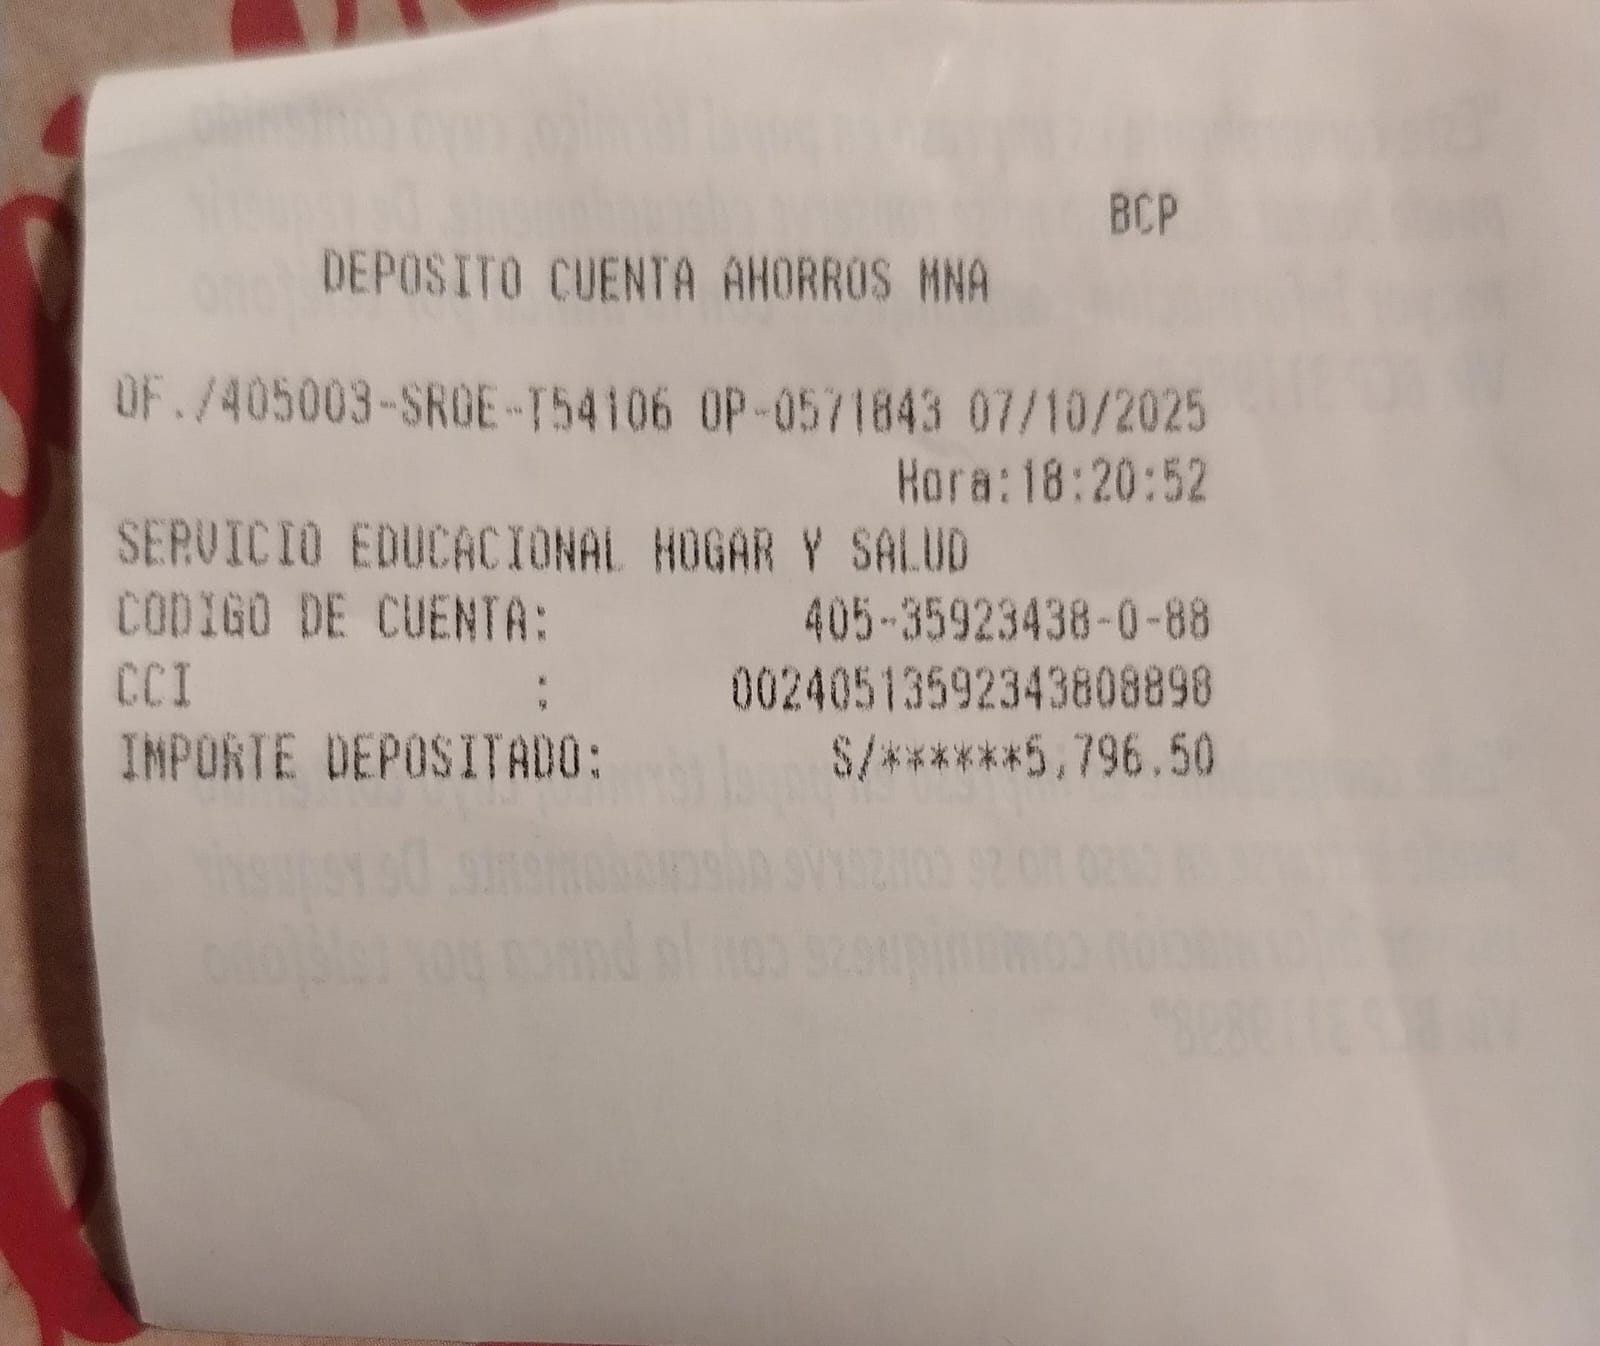 BCP
DEPOSITO CUENTA AHORROS MNA
OF./405003-SROE-T54106 OP-0571843 07/10/2025
Hora:18:20:52
SERVICIO EDUCACIONAL HOGAR Y SALUD
CODIGO DE CUENTA: 405-35923438-0-88
CCI : 00240513592343808898
IMPORTE DEPOSITADO: S/******5,796.50